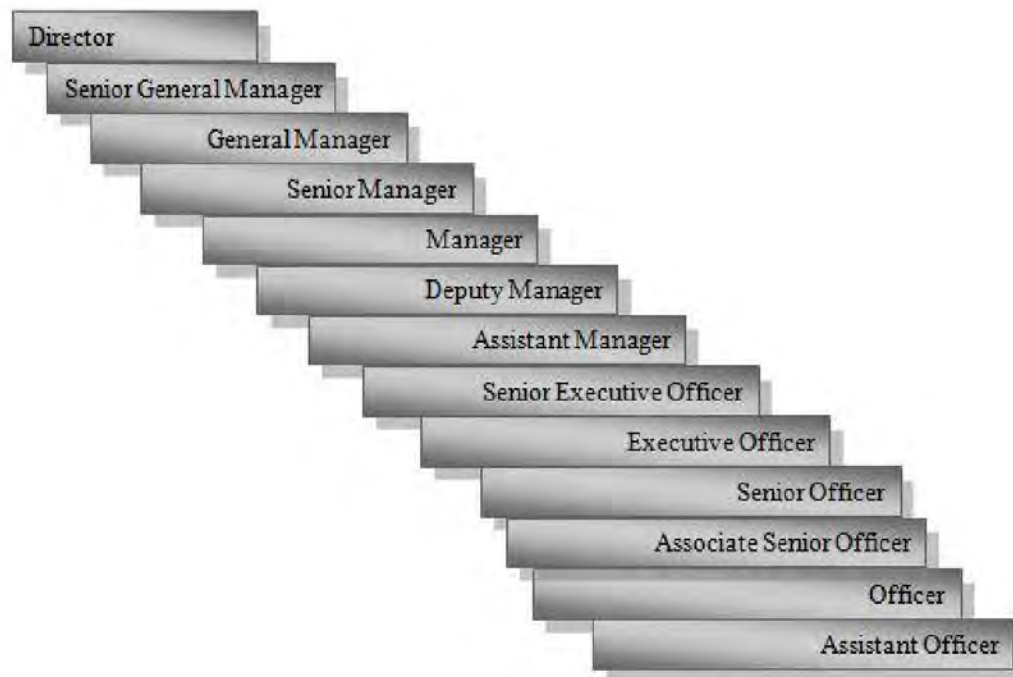 Director
Senior General Manager
General Manager
Senior Manager
Manager
Deputy Manager
Assistant Manager
Senior Executive Officer
Executive Officer
Senior Officer
Associate Senior Officer
Officer
Assistant Officer